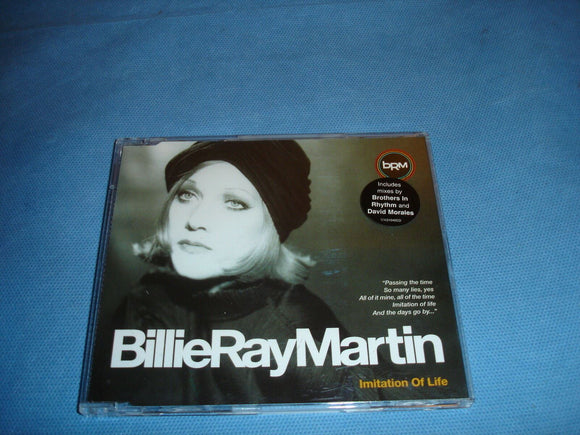 BRM
Includes
mixes by
Brothers In
Rhythm and
David Morales
"Passing the time
So many lies, yes
All of it mine, all of the time
Imitation of life
And the days go by..."
BillieRayMartin
Imitation Of Life